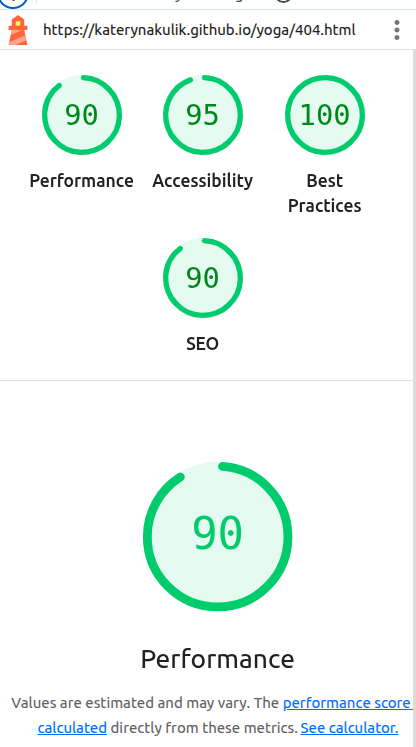 https://katerynakulik.github.io/yoga/404.html
90
95
100
Performance
Accessibility
Best
Practices
90
SEO
90
Performance
Values are estimated and may vary. The performance score
calculated directly from these metrics. See calculator.